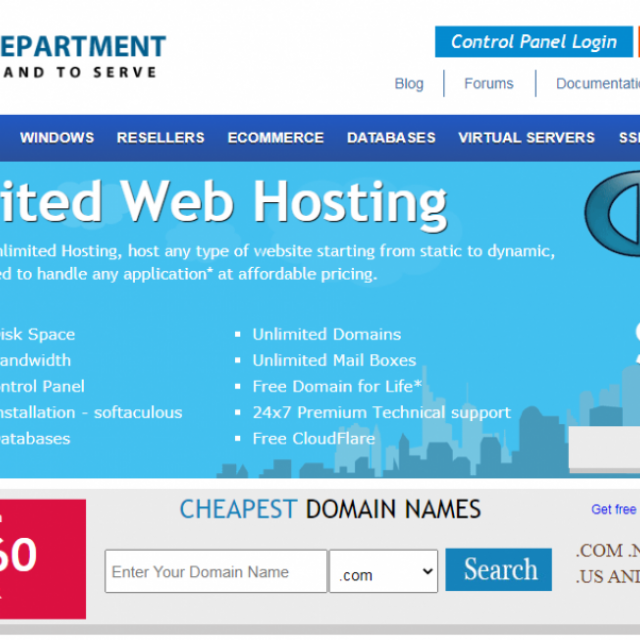 EPARTMENT
AND TO SERVE
Control Panel Login
Blog Forums Documentati
WINDOWS RESELLERS ECOMMERCE DATABASES VIRTUAL SERVERS SS
ited Web Hosting
nlimited Hosting, host any type of website starting from static to dynamic,
ed to handle any application* at affordable pricing.
isk Space
andwidth
ntrol Panel
nstallation - softaculous
atabases
Unlimited Domains
Unlimited Mail Boxes
Free Domain for Life*
24x7 Premium Technical support
Free CloudFlare
CHEAPEST DOMAIN NAMES
Enter Your Domain Name .com Search
Get free
.COM .N
.US AND
60